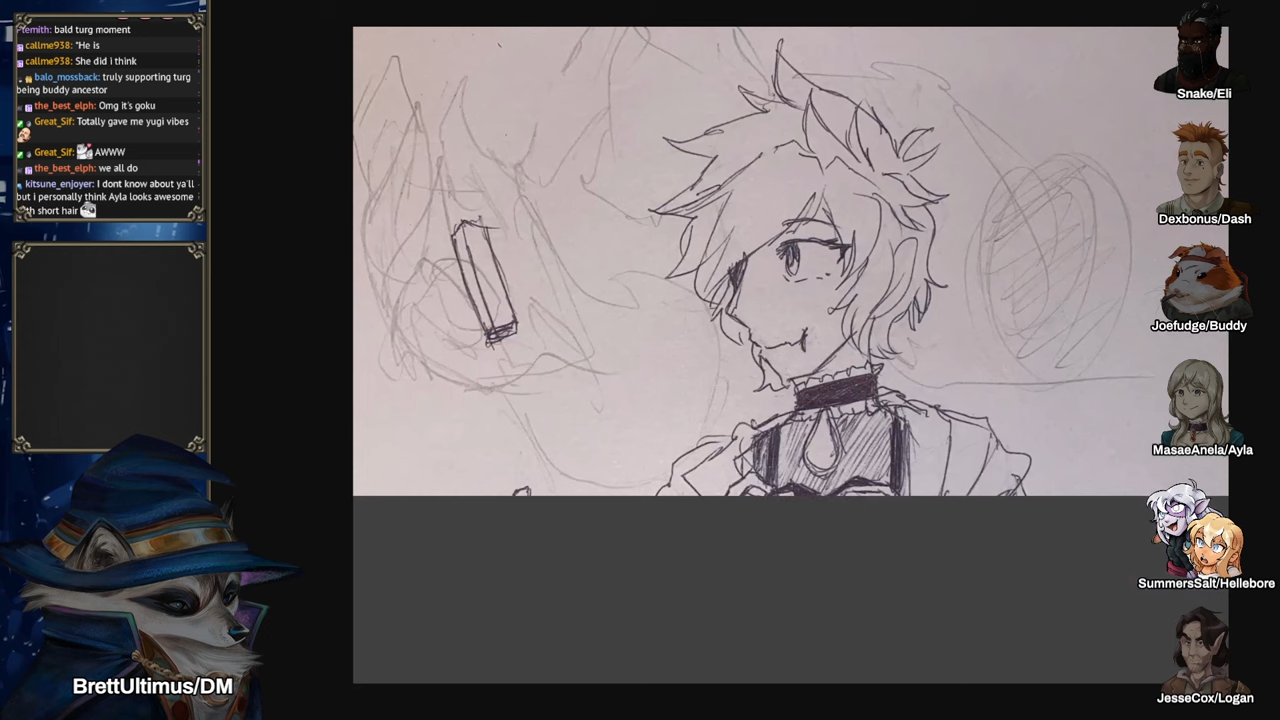 bald turg moment
callme938: "He is
callme938: She did i think
balo_mossback: truly supporting turg
being buddy ancestor
the_best_elph: Omg it's goku
Great_Sif: Totally gave me yugi vibes
Great_Sif: AWWW
the_best_elph: we all do
kitsune_enjoyer: I dont know about ya'll
but i personally think Ayla looks awesome
short hair
BrettUltimus/DM
Snake/Eli
Dexbonus/Dash
Joefudge/Buddy
MasaeAnela/Ayla
SummersSalt/Hellebore
JesseCox/Logan